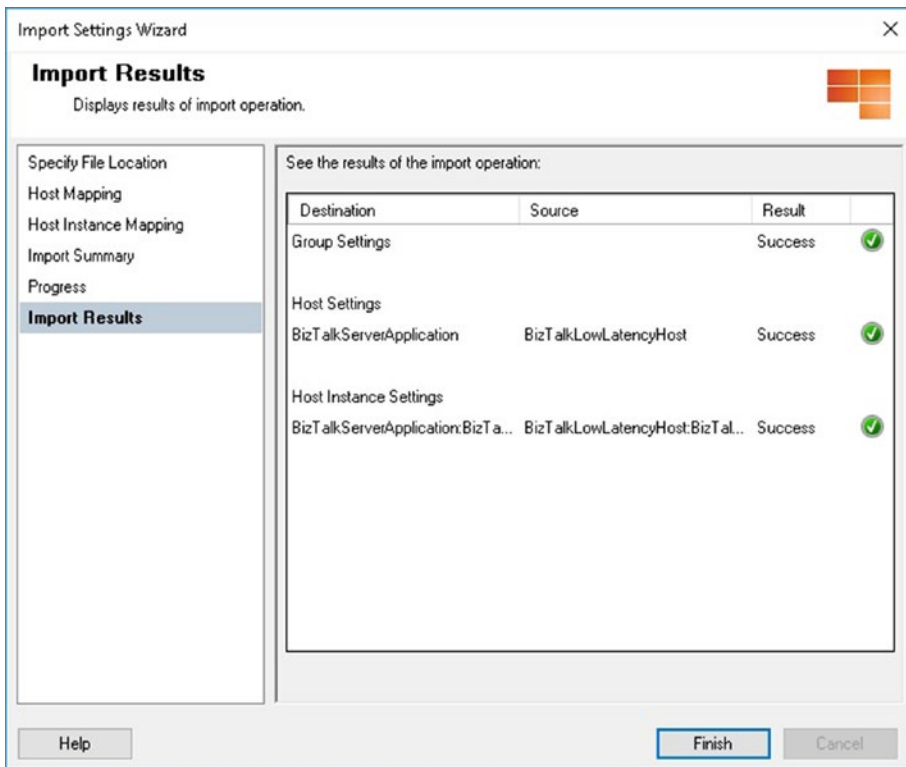 Import Settings Wizard
Import Results
Displays results of import operation.
Specify File Location
Host Mapping
Host Instance Mapping
Import Summary
Progress
Import Results
See the results of the import operation:
Destination Source Result
Group Settings Success
Host Settings
BizTalkServerApplication BizTalkLowLatencyHost Success
Host Instance Settings
BizTalkServerApplication:BizTa... BizTalkLowLatencyHost:BizTal... Success
Help Finish Cancel